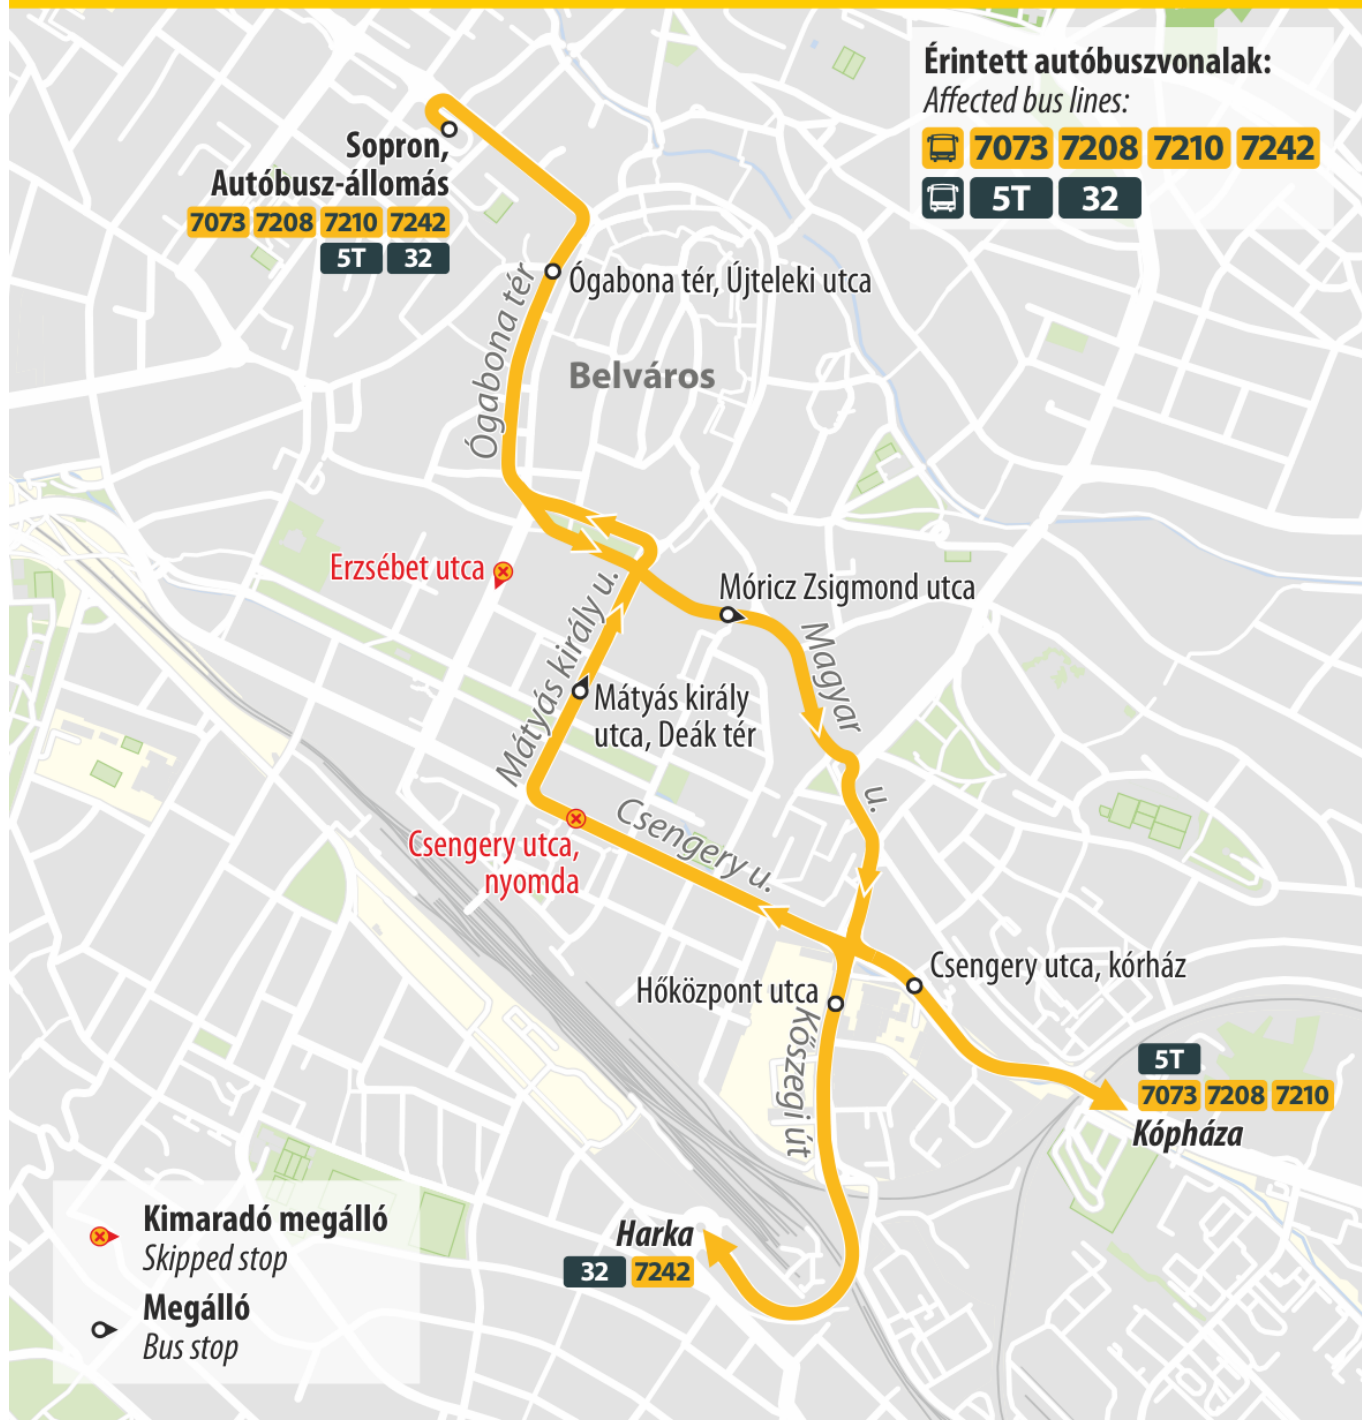 Érintett autóbuszvonalak:
Affected bus lines:
7073 7208 7210 7242
5T 32
Sopron,
Autóbusz-állomás
7073 7208 7210 7242
5T 32
Ógabona tér, Újteleki utca
Ógabona tér
Belváros
Erzsébet utca
Móricz Zsigmond utca
Mátyás király u.
Magyar u.
Mátyás király
utca, Deák tér
Csengery u.
Csengery utca,
nyomda
Csengery utca, kórház
Hőközpont utca
Kőszegi út
5T
7073 7208 7210
Kópháza
Harka
32 7242
Kimaradó megálló
Skipped stop
Megálló
Bus stop